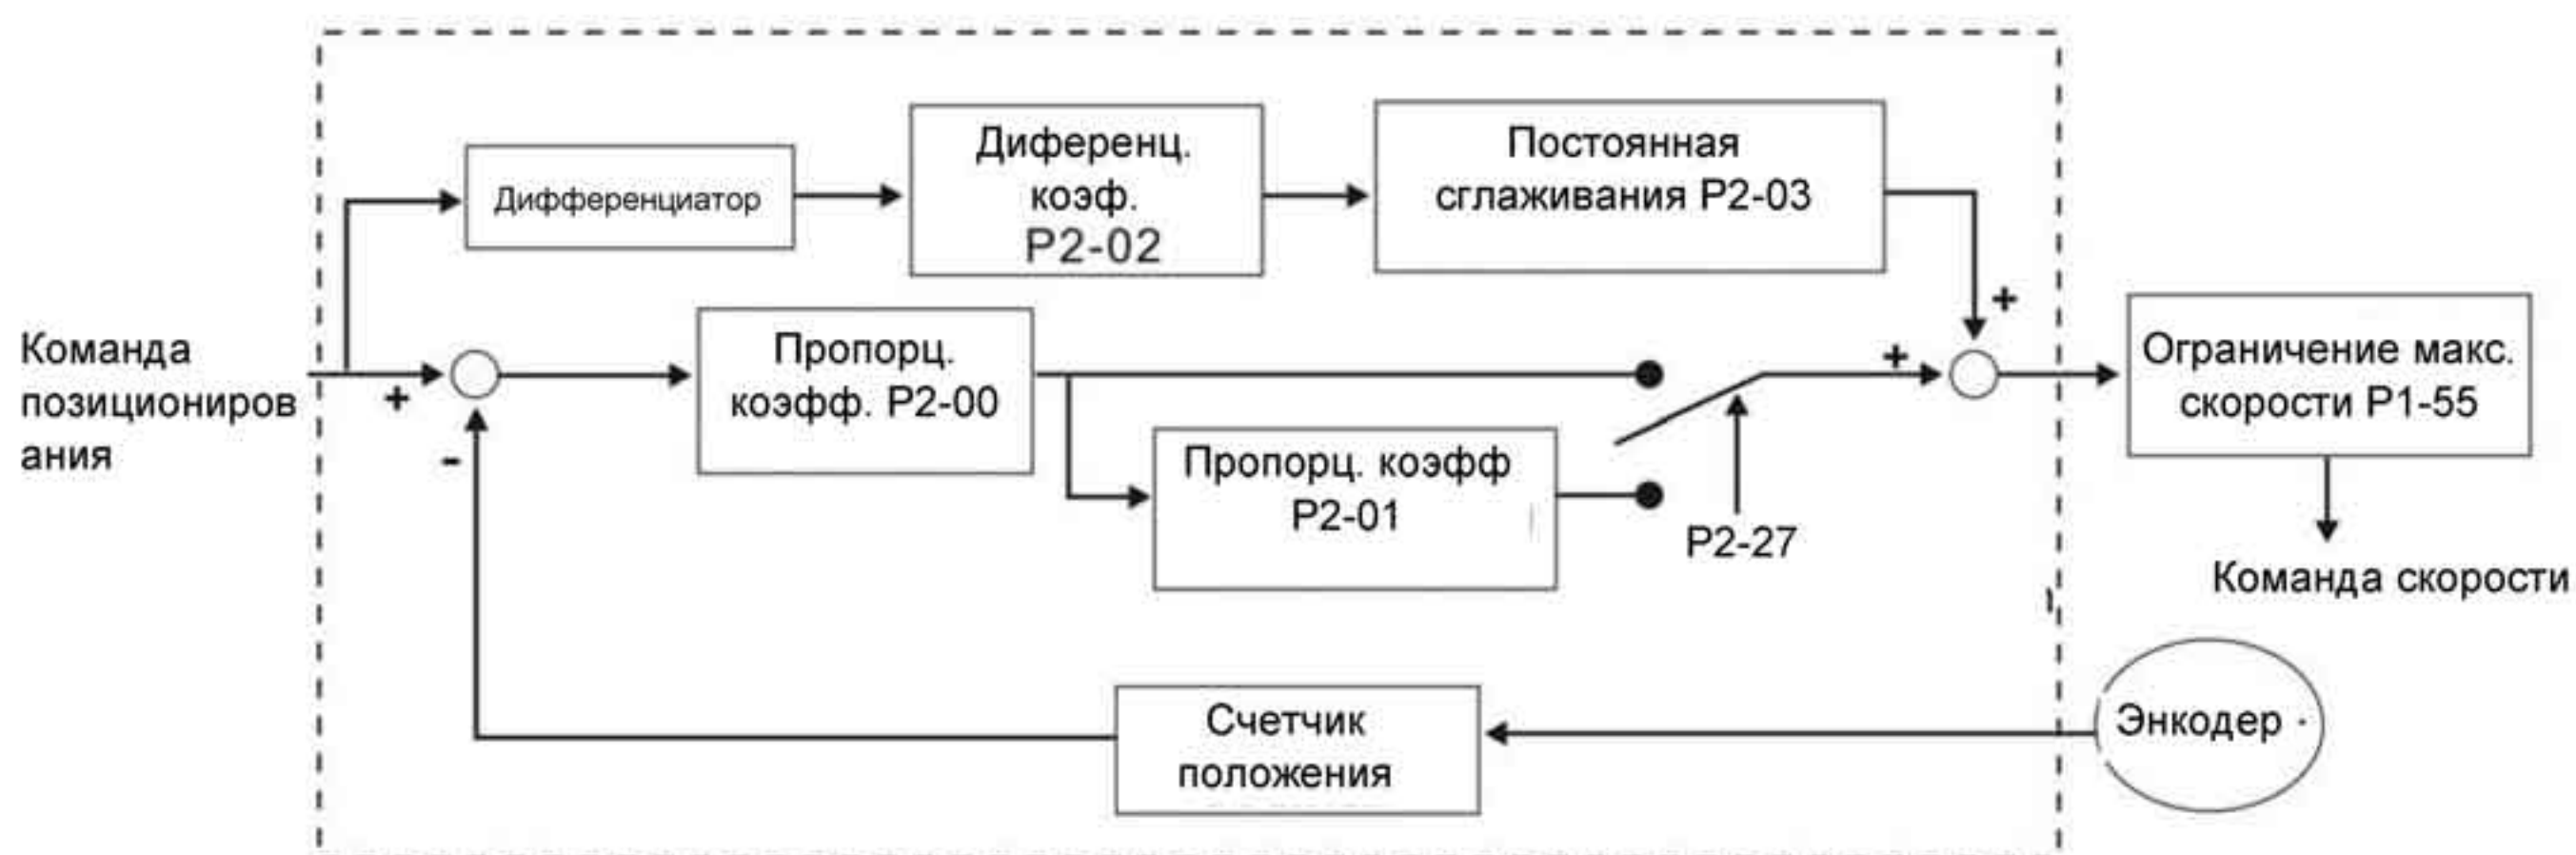 Дифференциатор
Диференц.
коэф.
P2-02
Постоянная
сглаживания P2-03
+
Команда
позициониров
ания
+
-
Пропорц.
коэфф. P2-00
Пропорц. коэфф
P2-01
P2-27
+
Ограничение макс.
скорости P1-55
Команда скорости
Счетчик
положения
Энкодер